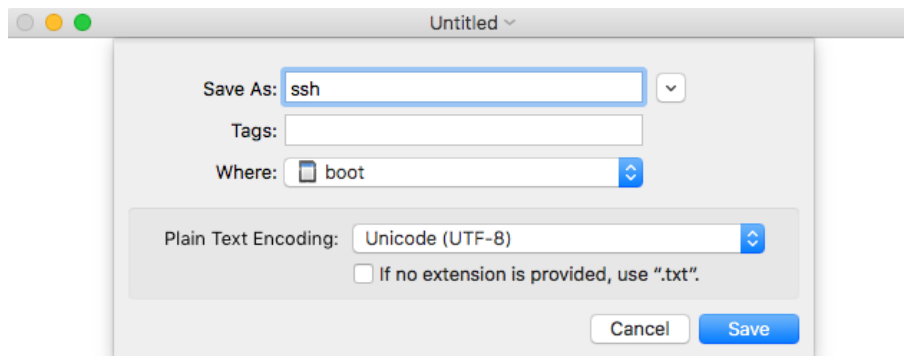 Untitled
Save As: ssh
Tags:
Where: boot
Plain Text Encoding: Unicode (UTF-8)
If no extension is provided, use “.txt”.
Cancel Save